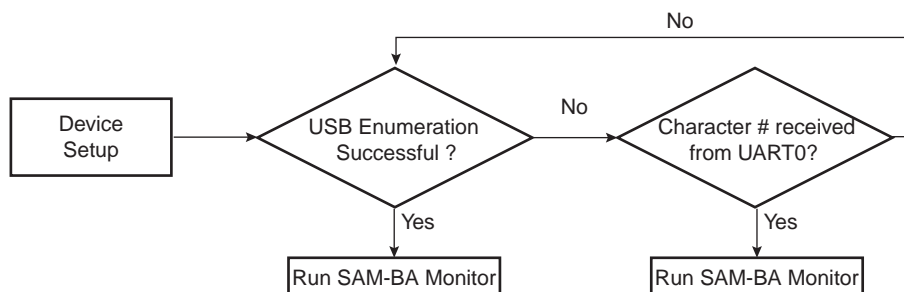 No
Device
Setup
USB Enumeration
Successful ?
No
Character # received
from UART0?
Yes
Yes
Run SAM-BA Monitor
Run SAM-BA Monitor